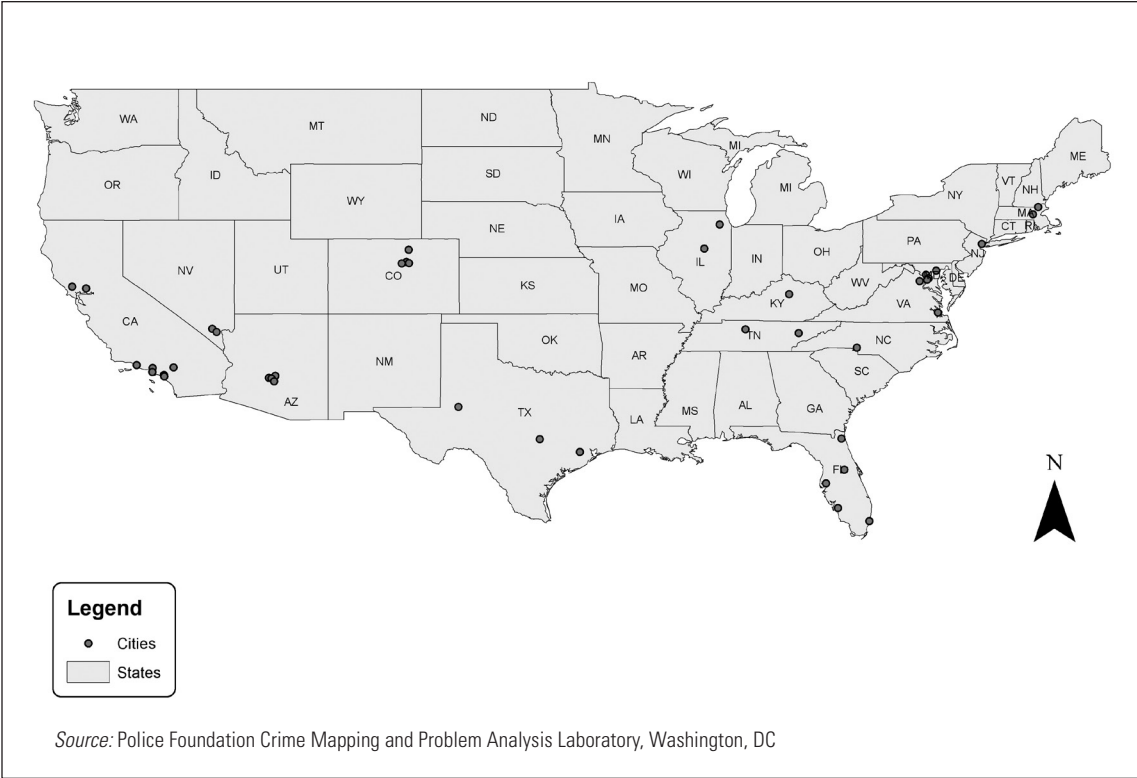 WA
MT
ND
MN
MI
ME
VT
NH
OR
ID
SD
WI
MI
NY
WY
MA
CT
RI
IA
NE
PA
NJ
NV
UT
CO
IL
IN
OH
DE
WV
KS
MO
KY
VA
CA
TN
NC
OK
AZ
NM
AR
SC
TX
LA
MS
AL
GA
FL
N
Legend
Cities
States
Source: Police Foundation Crime Mapping and Problem Analysis Laboratory, Washington, DC